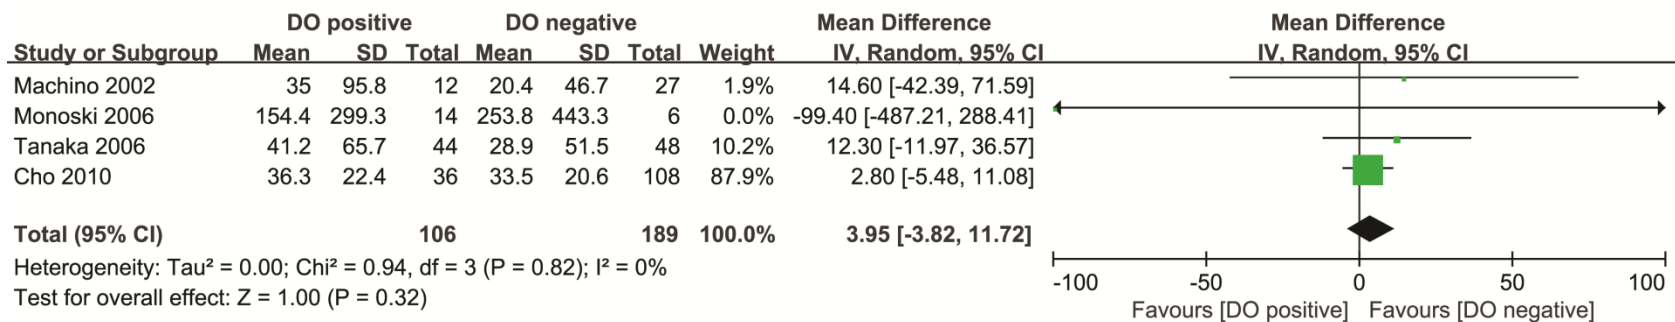 DO positive DO negative Mean Difference Mean Difference
Study or Subgroup Mean SD Total Mean SD Total Weight IV, Random, 95% CI IV, Random, 95% CI
Machino 2002 35 95.8 12 20.4 46.7 27 1.9% 14.60 [-42.39, 71.59]
Monoski 2006 154.4 299.3 14 253.8 443.3 6 0.0% -99.40 [-487.21, 288.41]
Tanaka 2006 41.2 65.7 44 28.9 51.5 48 10.2% 12.30 [-11.97, 36.57]
Cho 2010 36.3 22.4 36 33.5 20.6 108 87.9% 2.80 [-5.48, 11.08]
Total (95% CI) 106 189 100.0% 3.95 [-3.82, 11.72]
Heterogeneity: Tau² = 0.00; Chi² = 0.94, df = 3 (P = 0.82); I² = 0%
Test for overall effect: Z = 1.00 (P = 0.32)
-100 -50 0 50 100
Favours [DO positive] Favours [DO negative]